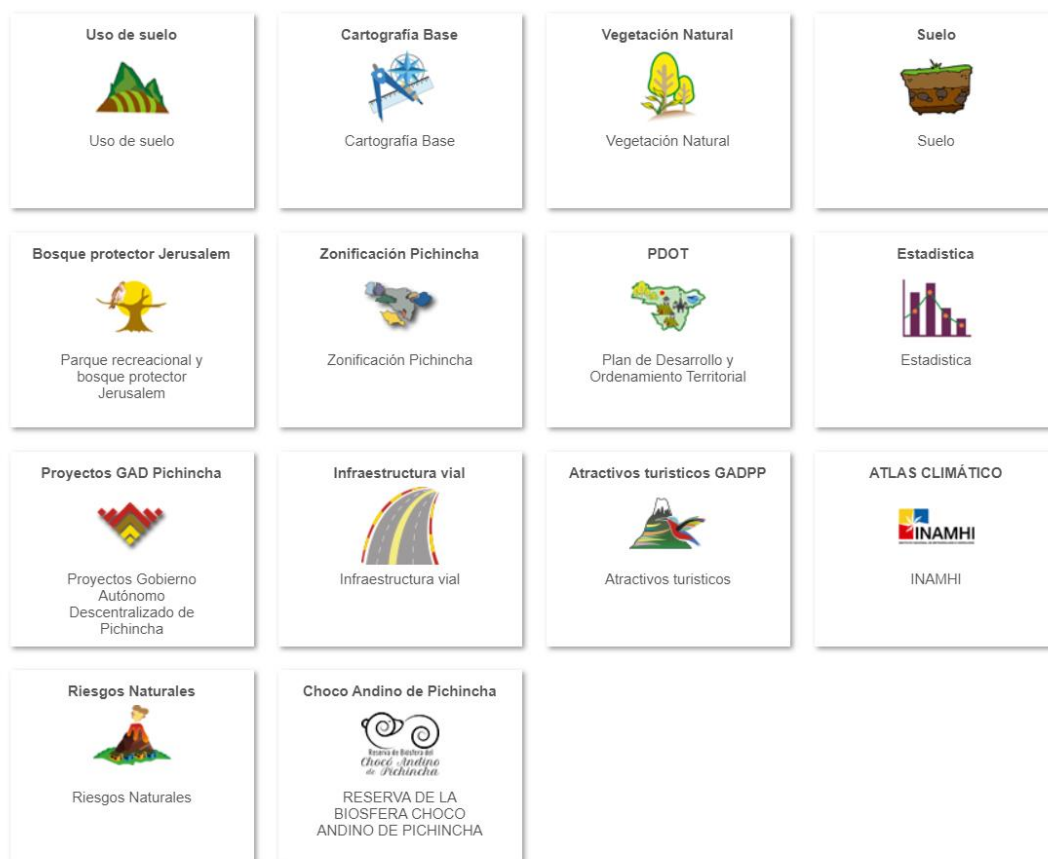 Uso de suelo
Uso de suelo
Cartografía Base
Cartografía Base
Vegetación Natural
Vegetación Natural
Suelo
Suelo
Bosque protector Jerusalem
Parque recreacional y
bosque protector
Jerusalem
Zonificación Pichincha
Zonificación Pichincha
PDOT
Plan de Desarrollo y
Ordenamiento Territorial
Estadistica
Estadistica
Proyectos GAD Pichincha
Proyectos Gobierno
Autónomo
Descentralizado de
Pichincha
Infraestructura vial
Infraestructura vial
Atractivos turisticos GADPP
Atractivos turisticos
ATLAS CLIMÁTICO
INAMHI
INAMHI
Riesgos Naturales
Riesgos Naturales
Choco Andino de Pichincha
Reserva de Biósfera del
Chocó Andino
de Pichincha
RESERVA DE LA
BIOSFERA CHOCO
ANDINO DE PICHINCHA